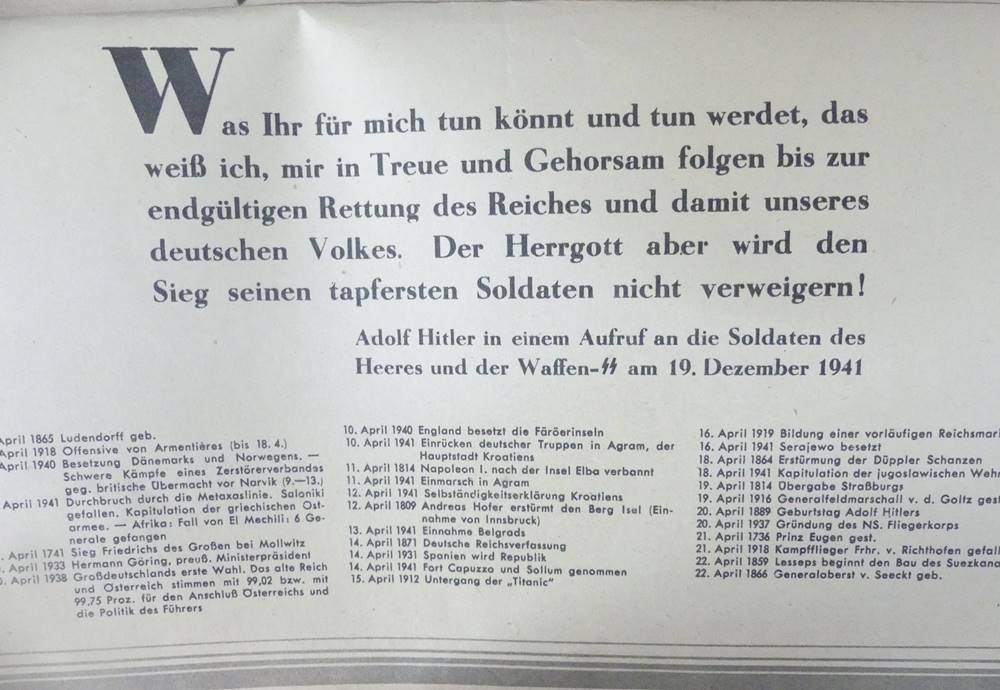 Was Ihr für mich tun könnt und tun werdet, das
weiß ich, mir in Treue und Gehorsam folgen bis zur
endgültigen Rettung des Reiches und damit unseres
deutschen Volkes. Der Herrgott aber wird den
Sieg seinen tapfersten Soldaten nicht verweigern!
Adolf Hitler in einem Aufruf an die Soldaten des
Heeres und der Waffen-SS am 19. Dezember 1941
April 1865 Ludendorff geb.
April 1918 Offensive von Armentières (bis 18. 4.)
April 1940 Besetzung Dänemarks und Norwegens. —
Schwere Kämpfe eines Zerstörerverbandes
geg. britische Übermacht vor Narvik (9.—13.)
April 1941 Durchbruch durch die Metaxaslinie. Saloniki
gefallen. Kapitulation der griechischen Ost-
armee. — Afrika: Fall von El Mechili: 6 Ge-
nerale gefangen
. April 1741 Sieg Friedrichs des Großen bei Mollwitz
. April 1933 Hermann Göring, preuß. Ministerpräsident
. April 1938 Großdeutschlands erste Wahl. Das alte Reich
und Österreich stimmen mit 99,02 bzw. mit
99,75 Proz. für den Anschluß Österreichs und
die Politik des Führers
10. April 1940 England besetzt die Färöerinseln
10. April 1941 Einrücken deutscher Truppen in Agram, der
Hauptstadt Kroatiens
11. April 1814 Napoleon I. nach der Insel Elba verbannt
11. April 1941 Einmarsch in Agram
12. April 1941 Selbständigkeitserklärung Kroatiens
12. April 1809 Andreas Hofer erstürmt den Berg Isel (Ein-
nahme von Innsbruck)
13. April 1941 Einnahme Belgrads
14. April 1871 Deutsche Reichsverfassung
14. April 1931 Spanien wird Republik
14. April 1941 Fort Capuzzo und Sollum genommen
15. April 1912 Untergang der „Titanic"
16. April 1919 Bildung einer vorläufigen Reichsmari
16. April 1941 Serajewo besetzt
18. April 1864 Erstürmung der Düppler Schanzen
18. April 1941 Kapitulation der jugoslawischen Weh
19. April 1814 Übergabe Straßburgs
19. April 1916 Generalfeldmarschall v. d. Goltz gest
20. April 1889 Geburtstag Adolf Hitlers
20. April 1937 Gründung des NS. Fliegerkorps
21. April 1736 Prinz Eugen gest.
21. April 1918 Kampfflieger Frhr. v. Richthofen gefall
22. April 1859 Lesseps beginnt den Bau des Suezkana
22. April 1866 Generaloberst v. Seeckt geb.